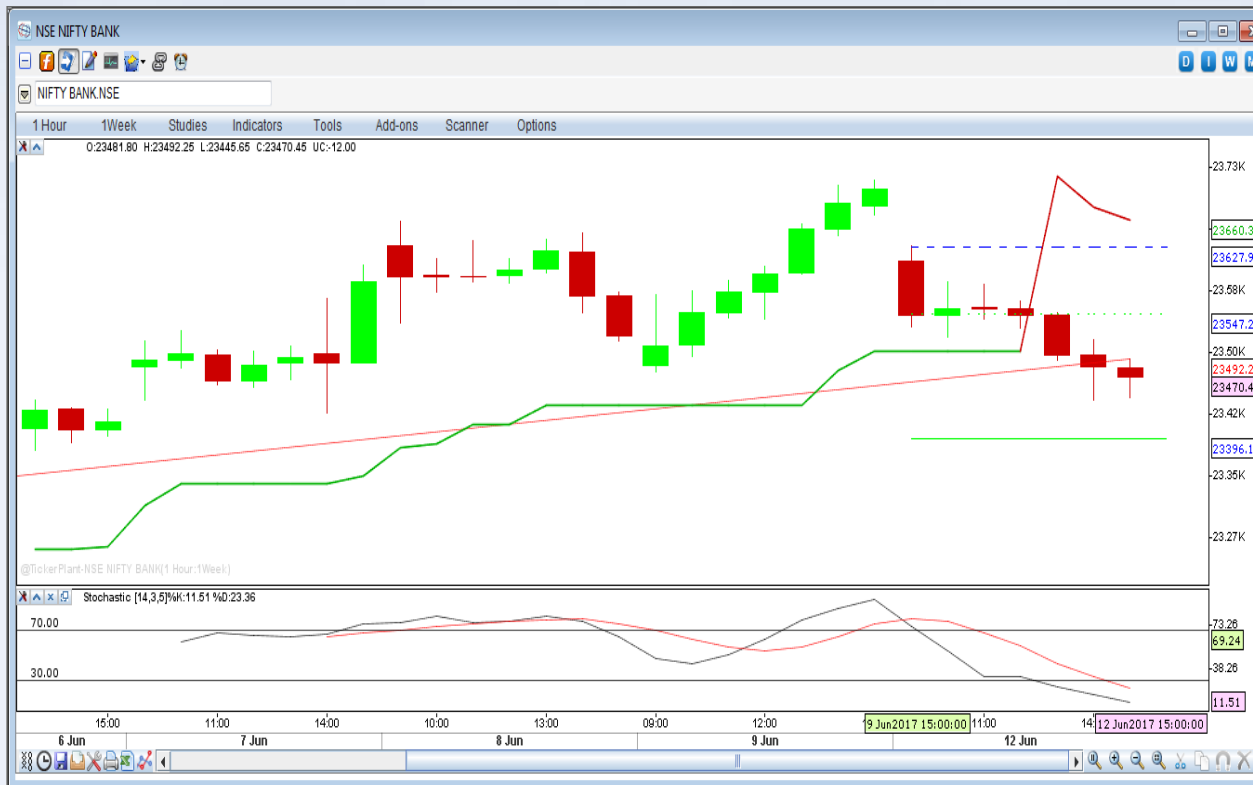 NSE NIFTY BANK
D I W M
NIFTY BANK.NSE
1 Hour 1Week Studies Indicators Tools Add-ons Scanner Options
O:23481.80 H:23492.25 L:23445.65 C:23470.45 UC:-12.00
23.73K
23660.3
23627.9
23.58K
23547.2
23.50K
23492.2
23470.4
23.42K
23396.1
23.35K
23.27K
@TickerPlant-NSE NIFTY BANK(1 Hour:1Week)
Stochastic [14,3,5]%K:11.51 %D:23.36
70.00 73.26
69.24
30.00 38.26
11.51
15:00 11:00 14:00 10:00 13:00 09:00 12:00 9 Jun2017 15:00:00 11:00 14: 12 Jun2017 15:00:00
6 Jun 7 Jun 8 Jun 9 Jun 12 Jun